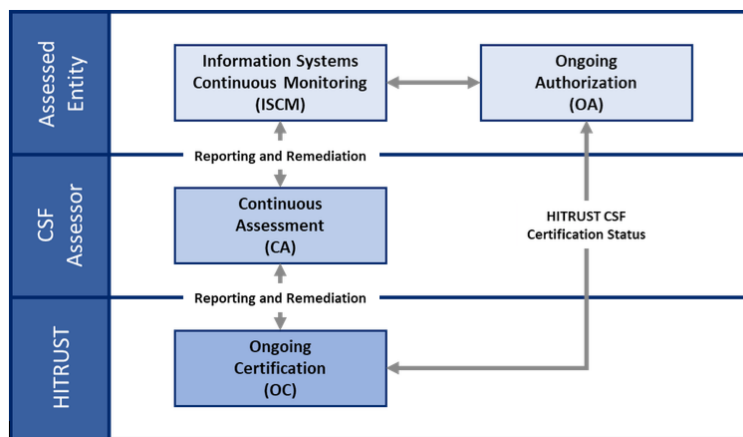 Assessed
Entity
Information Systems
Continuous Monitoring
(ISCM)
Ongoing
Authorization
(OA)
Reporting and Remediation
CSF
Assessor
Continuous
Assessment
(CA)
HITRUST CSF
Certification Status
Reporting and Remediation
HITRUST
Ongoing
Certification
(OC)